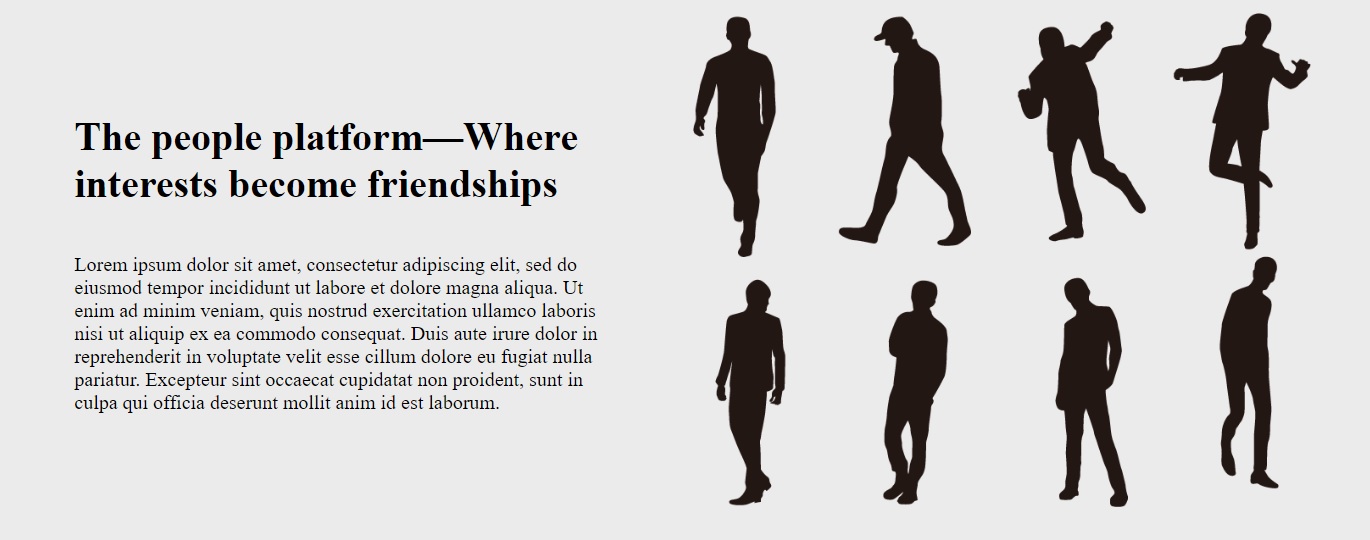 The people platform—Where
interests become friendships
Lorem ipsum dolor sit amet, consectetur adipiscing elit, sed do
eiusmod tempor incididunt ut labore et dolore magna aliqua. Ut
enim ad minim veniam, quis nostrud exercitation ullamco laboris
nisi ut aliquip ex ea commodo consequat. Duis aute irure dolor in
reprehenderit in voluptate velit esse cillum dolore eu fugiat nulla
pariatur. Excepteur sint occaecat cupidatat non proident, sunt in
culpa qui officia deserunt mollit anim id est laborum.